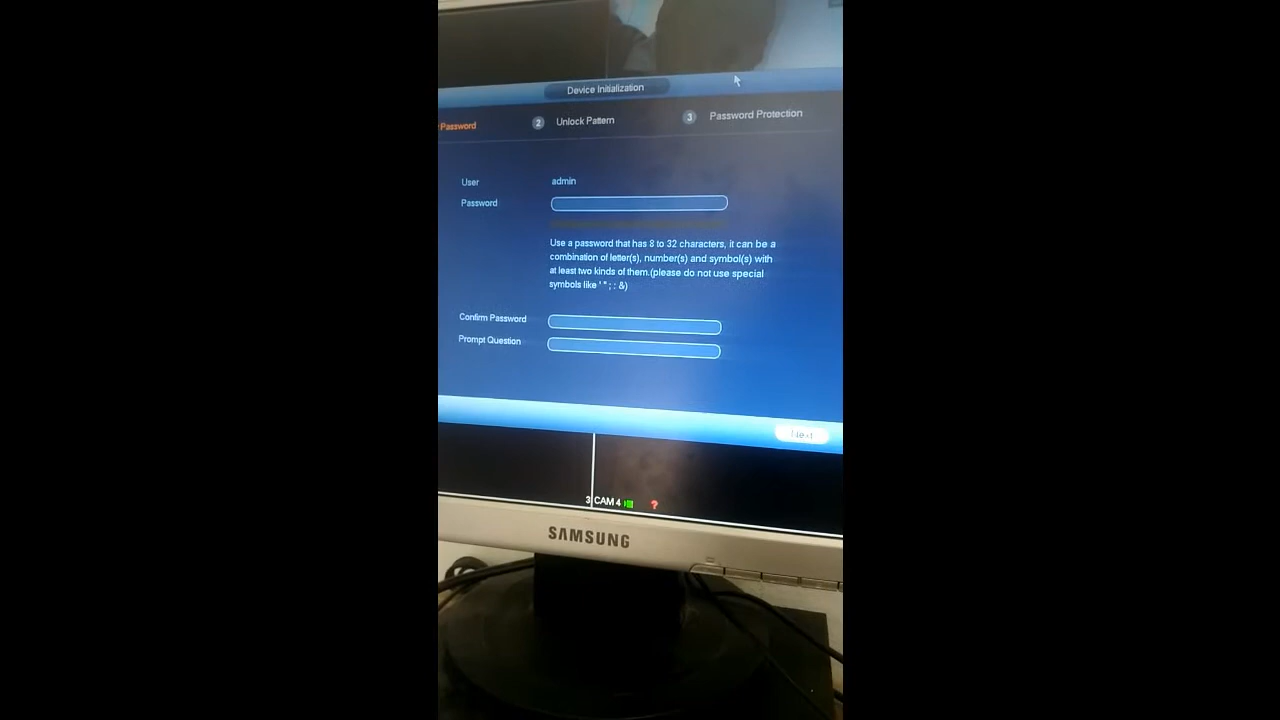 Device Initialization
Password
2 Unlock Pattern
3 Password Protection
User admin
Password
Use a password that has 8 to 32 characters, it can be a
combination of letter(s), number(s) and symbol(s) with
at least two kinds of them.(please do not use special
symbols like ' " ; : &)
Confirm Password
Prompt Question
Next
3 CAM 4 ?
SAMSUNG